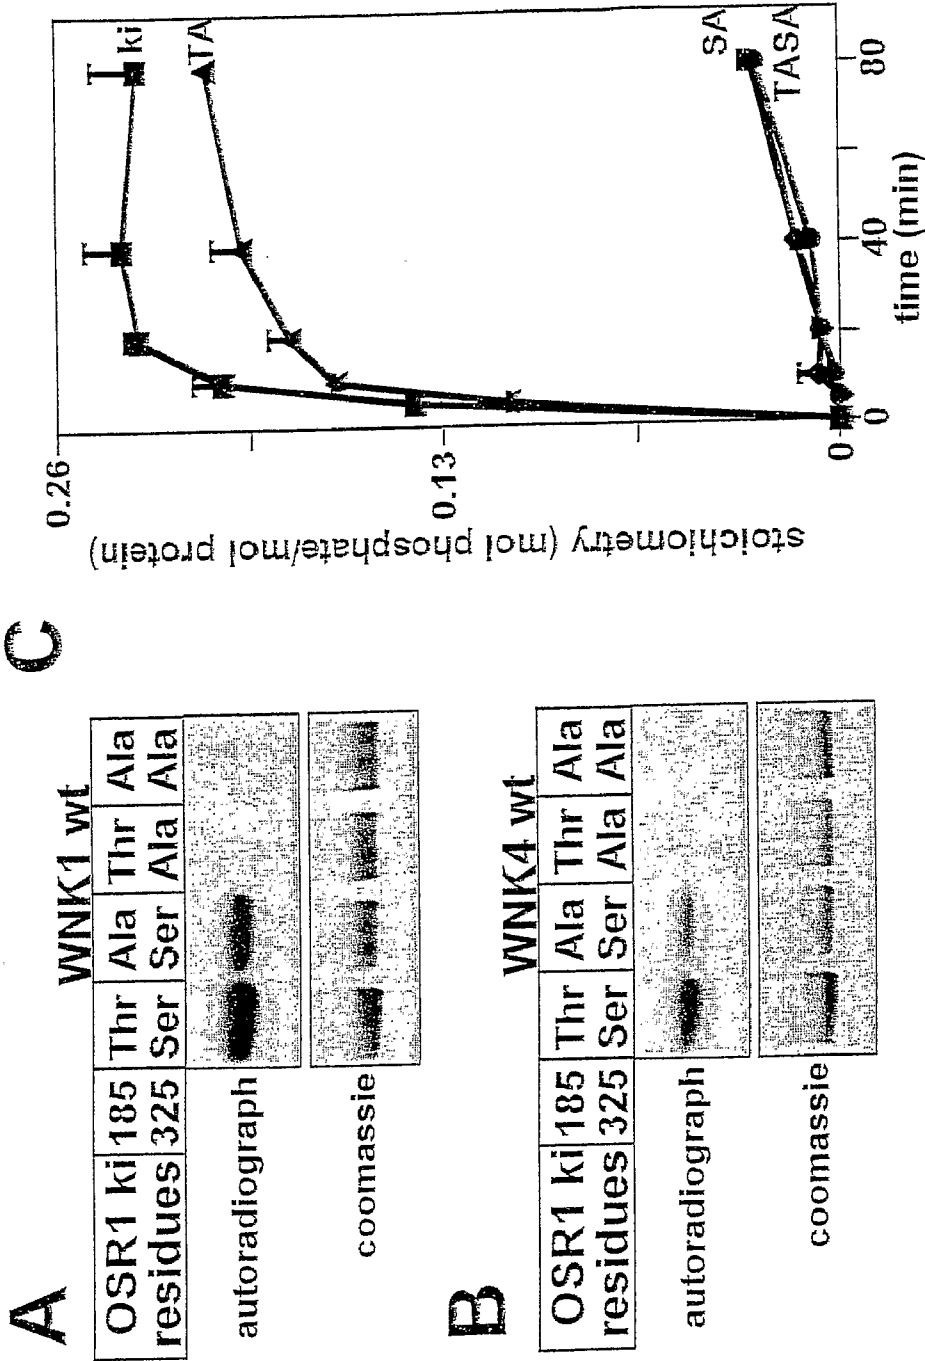 A
WNK1 wt
OSR1 ki 185 Thr Ala Thr Ala
residues 325 Ser Ser Ala Ala
autoradiograph
coomassie
B
WNK4 wt
OSR1 ki 185 Thr Ala Thr Ala
residues 325 Ser Ser Ala Ala
autoradiograph
coomassie
C
stoichiometry (mol phosphate/mol protein)
0.26
0.13
0
ki
TA
SA
TASA
0 40 80
time (min)